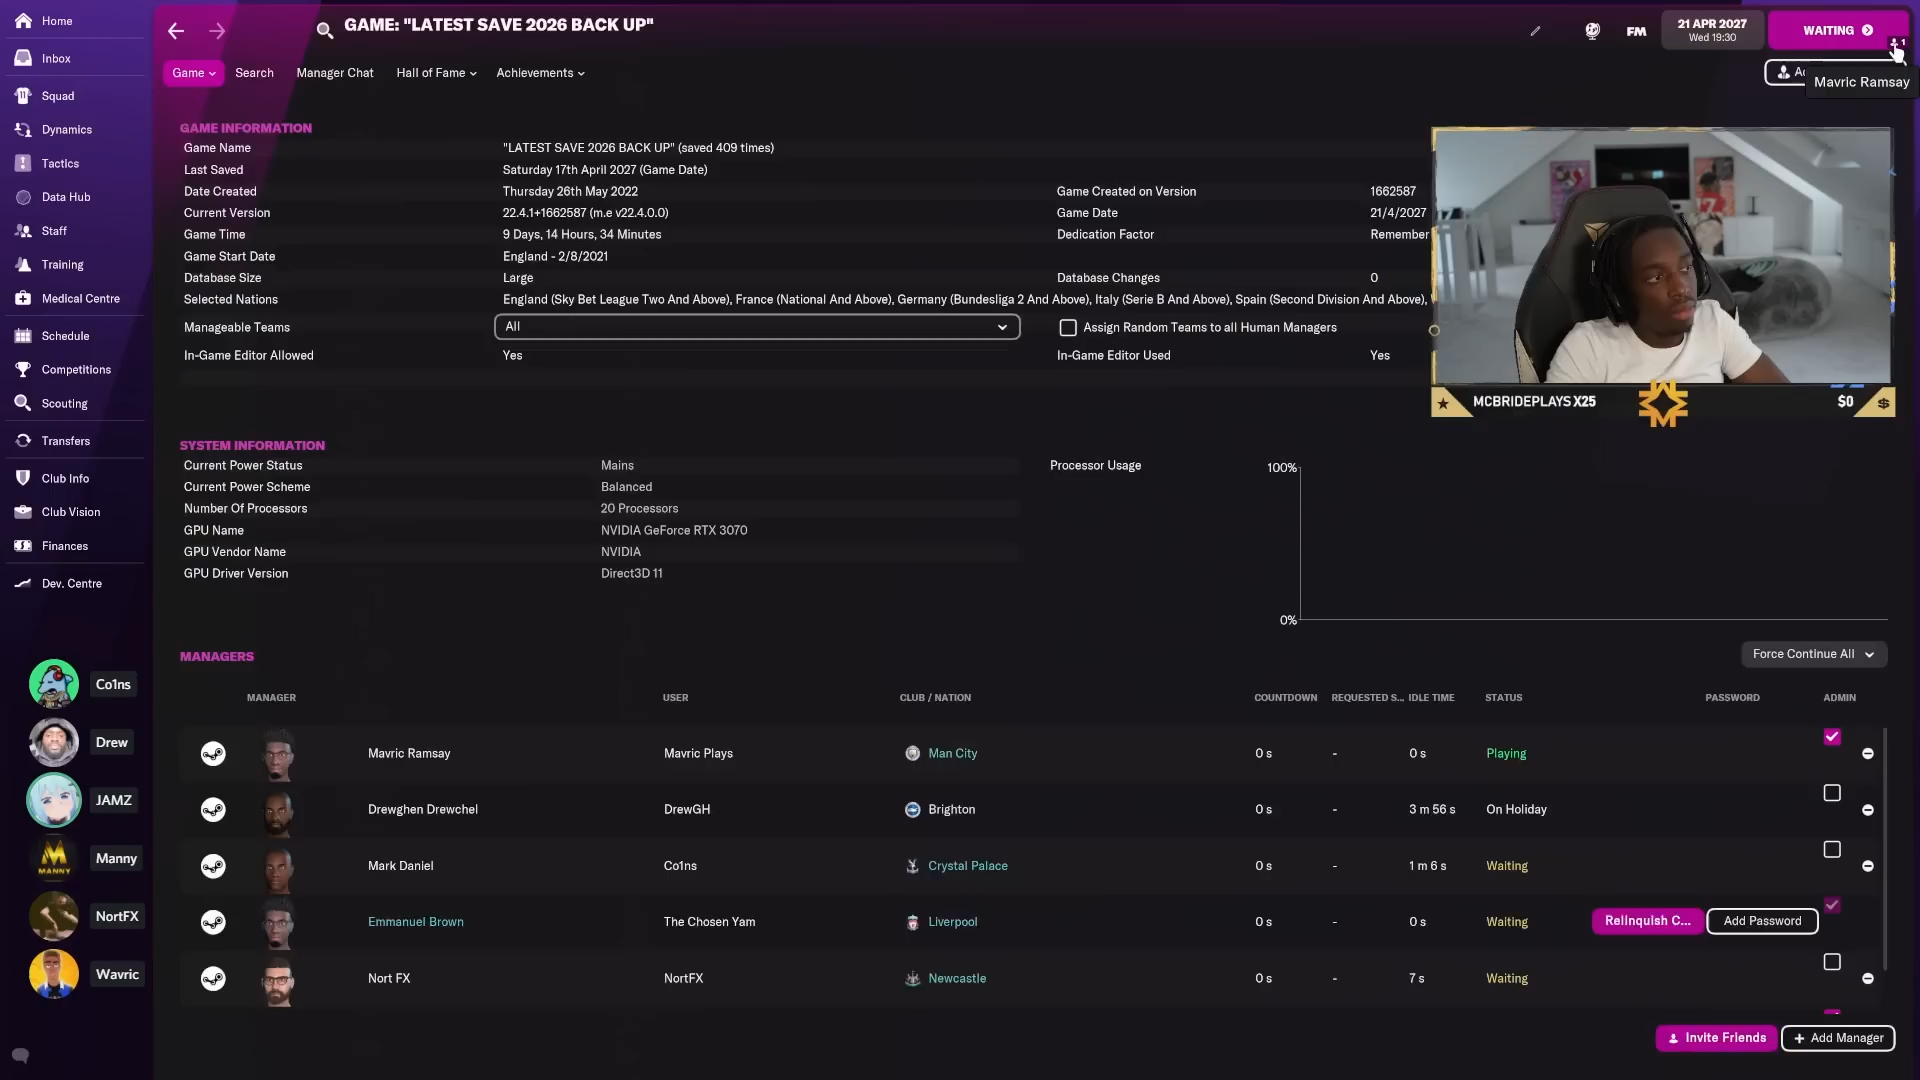 Home
Inbox
Squad
Dynamics
Tactics
Data Hub
Staff
Training
Medical Centre
Schedule
Competitions
Scouting
Transfers
Club Info
Club Vision
Finances
Dev. Centre
Co1ns
Drew
JAMZ
MANNY
Manny
NortFX
Wavric
GAME: "LATEST SAVE 2026 BACK UP"
FM
21 APR 2027
Wed 19:30
WAITING
1
Mavric Ramsay
Game
Search
Manager Chat
Hall of Fame
Achievements
GAME INFORMATION
Game Name "LATEST SAVE 2026 BACK UP" (saved 409 times)
Last Saved Saturday 17th April 2027 (Game Date)
Date Created Thursday 26th May 2022 Game Created on Version 1662587
Current Version 22.4.1+1662587 (m.e v22.4.0.0) Game Date 21/4/2027
Game Time 9 Days, 14 Hours, 34 Minutes Dedication Factor Remember
Game Start Date England - 2/8/2021
Database Size Large Database Changes 0
Selected Nations England (Sky Bet League Two And Above), France (National And Above), Germany (Bundesliga 2 And Above), Italy (Serie B And Above), Spain (Second Division And Above),
Manageable Teams All Assign Random Teams to all Human Managers
In-Game Editor Allowed Yes In-Game Editor Used Yes
MCBRIDEPLAYS X25 $0
SYSTEM INFORMATION
Current Power Status Mains Processor Usage 100%
Current Power Scheme Balanced
Number Of Processors 20 Processors
GPU Name NVIDIA GeForce RTX 3070
GPU Vendor Name NVIDIA
GPU Driver Version Direct3D 11
0%
MANAGERS
Force Continue All
MANAGER USER CLUB / NATION COUNTDOWN REQUESTED S... IDLE TIME STATUS PASSWORD ADMIN
Mavric Ramsay Mavric Plays Man City 0 s - 0 s Playing
Drewghen Drewchel DrewGH Brighton 0 s - 3 m 56 s On Holiday
Mark Daniel Co1ns Crystal Palace 0 s - 1 m 6 s Waiting
Emmanuel Brown The Chosen Yam Liverpool 0 s - 0 s Waiting Relinquish C... Add Password
Nort FX NortFX Newcastle 0 s - 7 s Waiting
Invite Friends
Add Manager